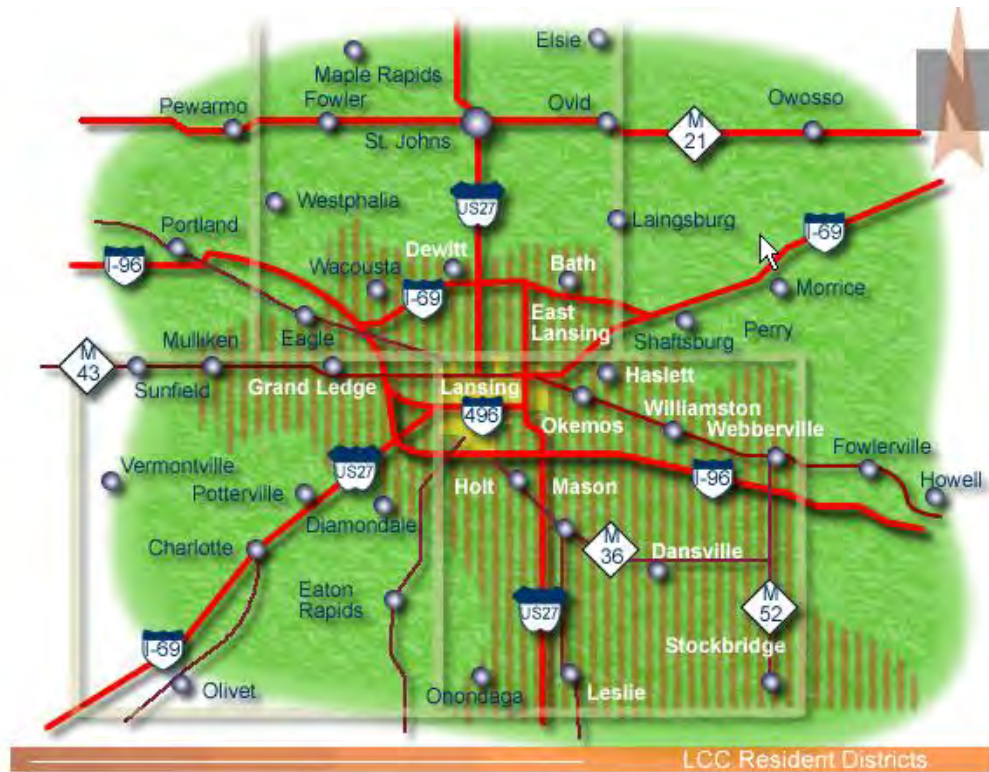 Elsie
Maple Rapids
Pewarmo
Fowler
Ovid
Owosso
M
21
St. Johns
Westphalia
US27
Laingsburg
Portland
I-69
I-96
Dewitt
Wacousta
Bath
I-69
Morrice
East
Lansing
Eagle
Mulliken
Shaftsburg
Perry
M
43
Sunfield
Grand Ledge
Lansing
Haslett
496
Okemos
Williamston
Webberville
Fowlerville
Vermontville
US27
Potterville
Holt
Mason
I-96
Howell
Diamondale
Charlotte
M
36
Dansville
Eaton
Rapids
US27
M
52
I-69
Stockbridge
Olivet
Onondaga
Leslie
LCC Resident Districts